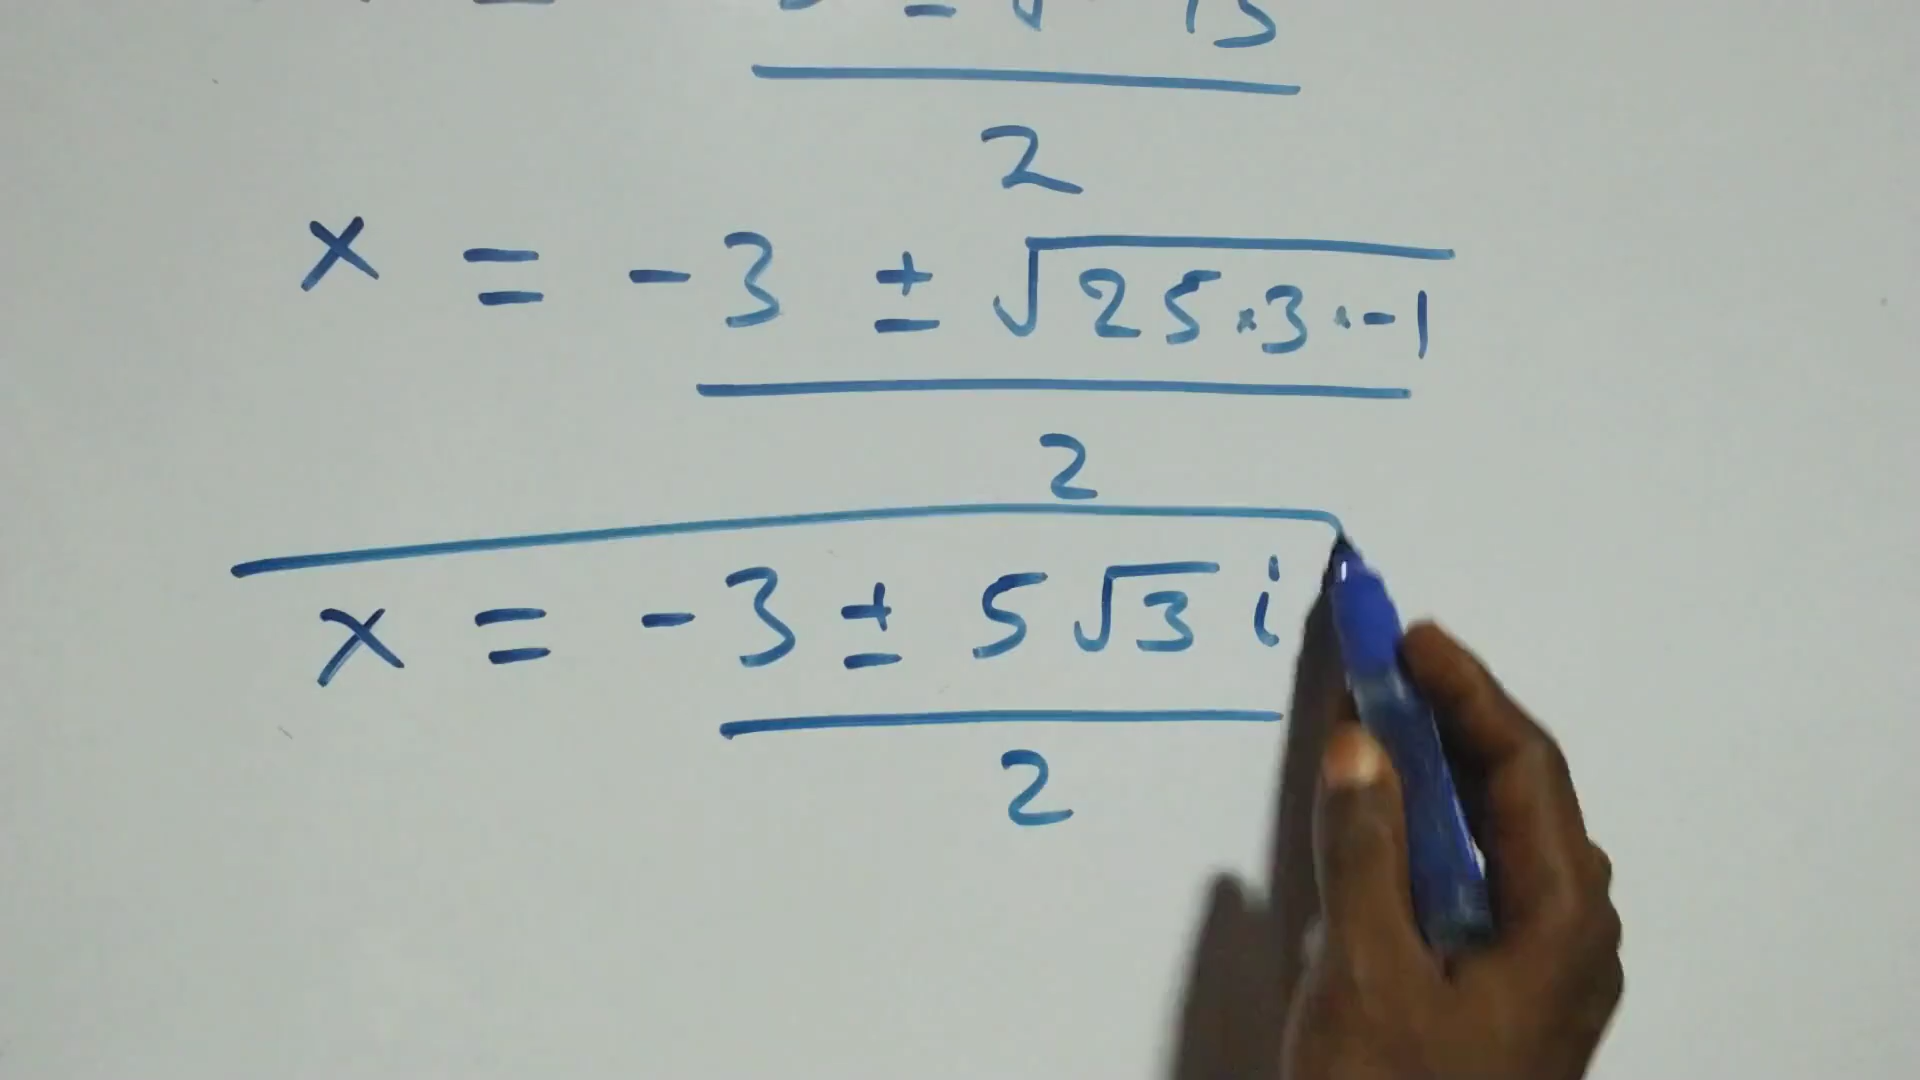 2
x = -3 ± √25×3×-1
2
x = -3 ± 5√3 i
2